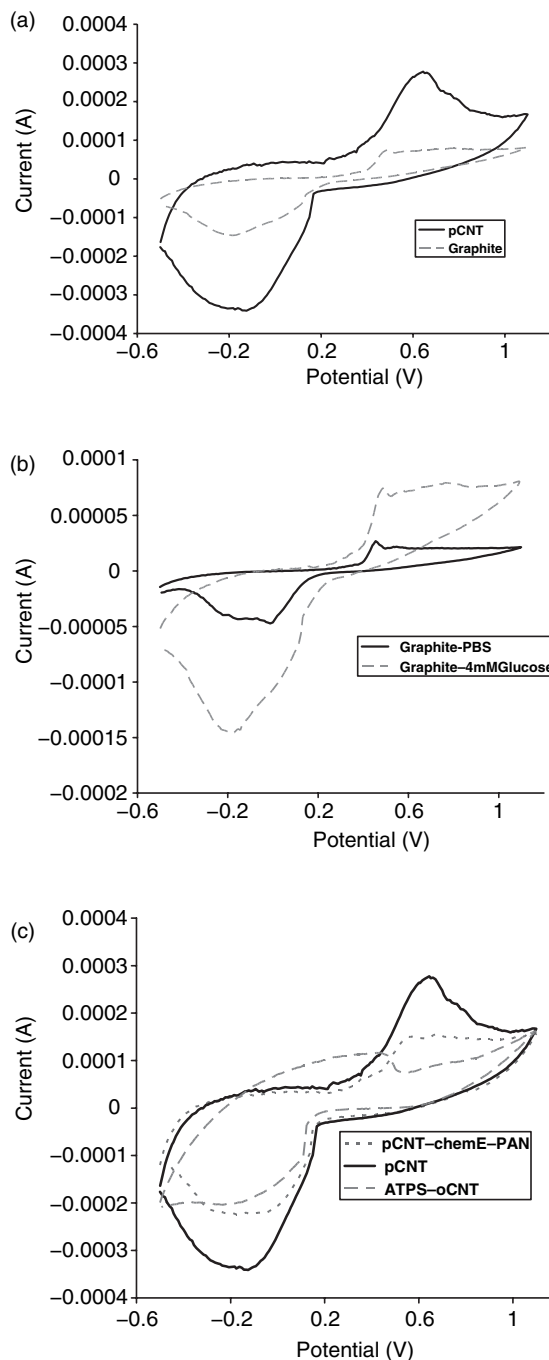 (a)
0.0004
0.0003
0.0002
0.0001
0
−0.0001
−0.0002
−0.0003
−0.0004
Current (A)
pCNT
Graphite
−0.6 −0.2 0.2 0.6 1
Potential (V)
(b)
0.0001
0.00005
0
−0.00005
−0.0001
−0.00015
−0.0002
Current (A)
Graphite-PBS
Graphite–4mMGlucose
−0.6 −0.2 0.2 0.6 1
Potential (V)
(c)
0.0004
0.0003
0.0002
0.0001
0
−0.0001
−0.0002
−0.0003
−0.0004
Current (A)
pCNT–chemE–PAN
pCNT
ATPS–oCNT
−0.6 −0.2 0.2 0.6 1
Potential (V)